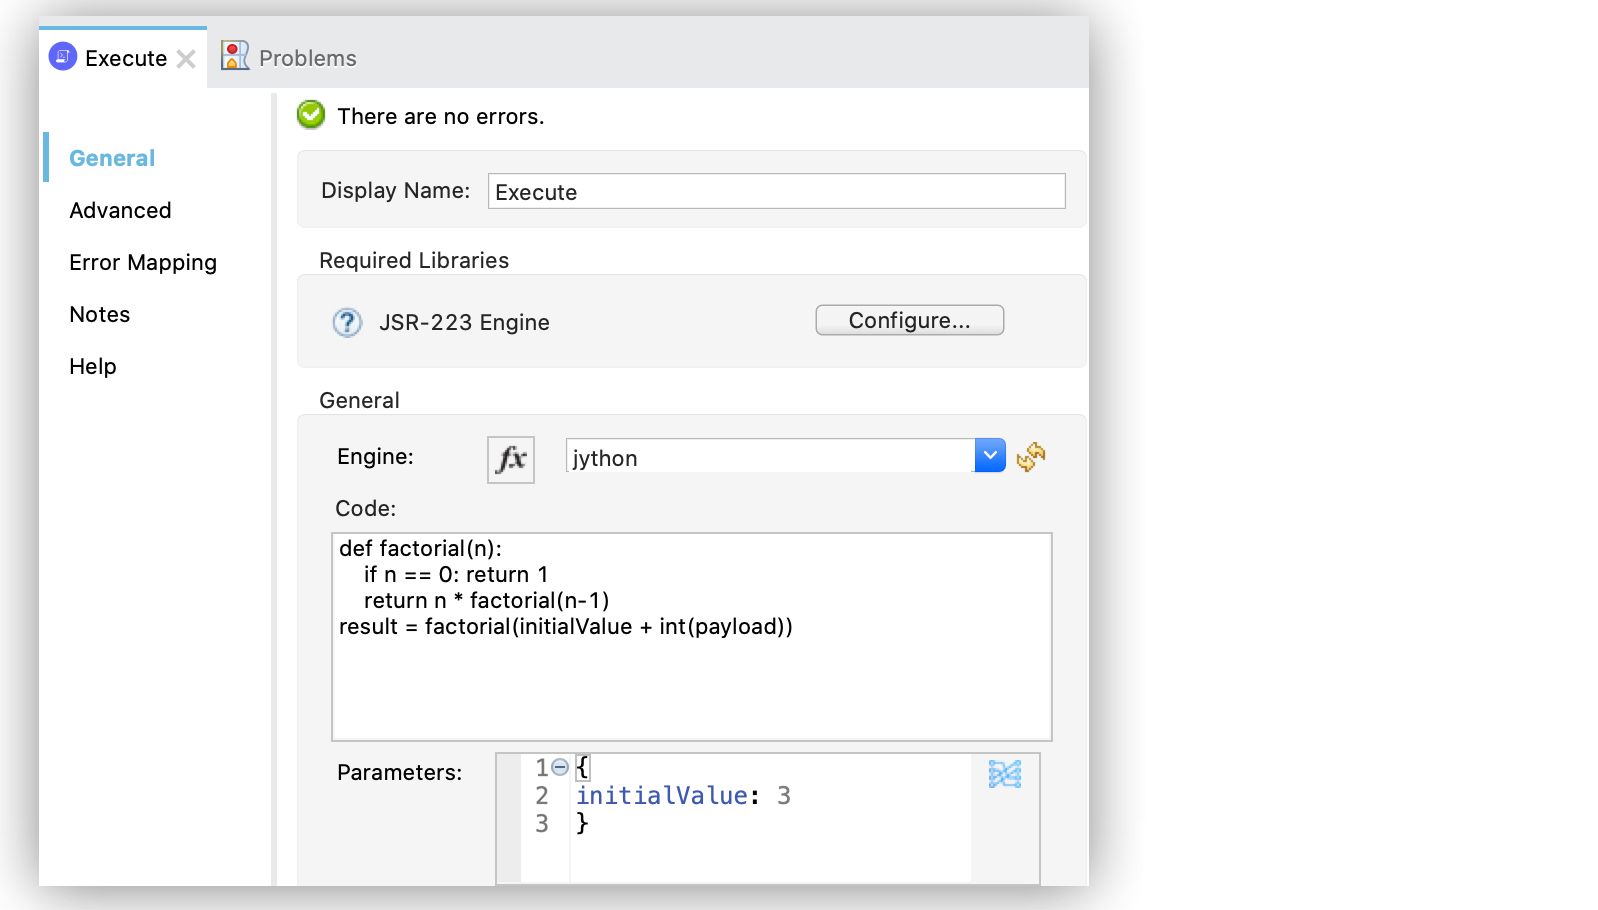 Execute
Problems
There are no errors.
General
Advanced
Error Mapping
Notes
Help
Display Name: Execute
Required Libraries
JSR-223 Engine Configure...
General
Engine: fx jython
Code:
def factorial(n):
    if n == 0: return 1
    return n * factorial(n-1)
result = factorial(initialValue + int(payload))
Parameters:
1 {
2 initialValue: 3
3 }